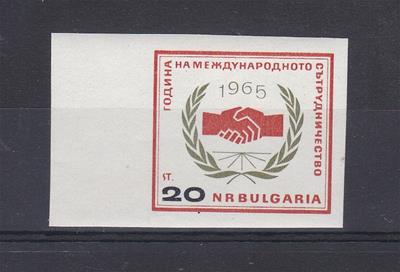 ГОДИНА НА МЕЖДУНАРОДНОТО СЪТРУДНИЧЕСТВО
1965
ST.
20 NRBULGARIA